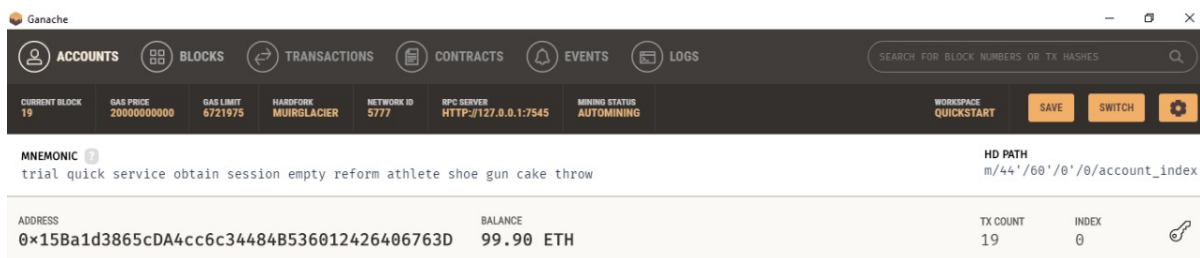 Ganache
ACCOUNTS BLOCKS TRANSACTIONS CONTRACTS EVENTS LOGS SEARCH FOR BLOCK NUMBERS OR TX HASHES
CURRENT BLOCK GAS PRICE GAS LIMIT HARDFORK NETWORK ID RPC SERVER MINING STATUS WORKSPACE
19 20000000000 6721975 MUIRGLACIER 5777 HTTP://127.0.0.1:7545 AUTOMINING QUICKSTART SAVE SWITCH
MNEMONIC ? HD PATH
trial quick service obtain session empty reform athlete shoe gun cake throw m/44'/60'/0'/0/account_index
ADDRESS BALANCE TX COUNT INDEX
0×15Ba1d3865cDA4cc6c34484B536012426406763D 99.90 ETH 19 0